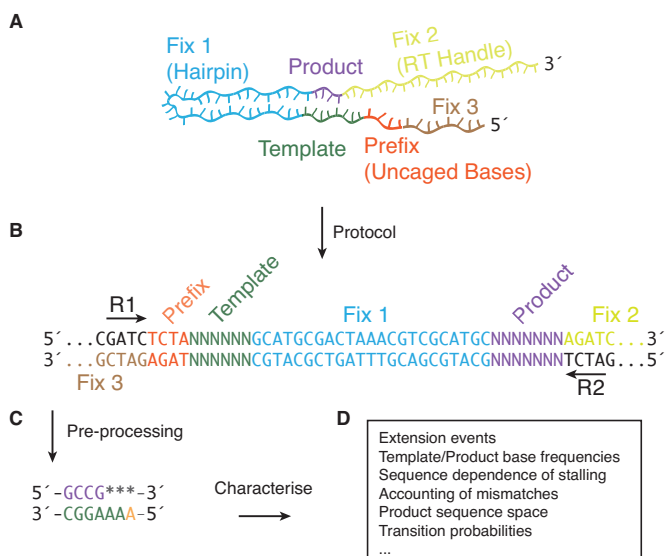 A
Fix 1
(Hairpin)
Product
Fix 2
(RT Handle)
3´
Fix 3
5´
Template
Prefix
(Uncaged Bases)
Protocol
B
R1
Prefix
Template
Fix 1
Product
Fix 2
5´...CGATCTCTANNNNNNGCATGCGACTAAACGTCGCATGCNNNNNNNAGATC...3´
3´...GCTAGAGATNNNNNNCGTACGCTGATTTGCAGCGTACGNNNNNNNTCTAG...5´
Fix 3
R2
C
Pre-processing
5´-GCCG***-3´
3´-CGGAAAA-5´
Characterise
D
Extension events
Template/Product base frequencies
Sequence dependence of stalling
Accounting of mismatches
Product sequence space
Transition probabilities
...